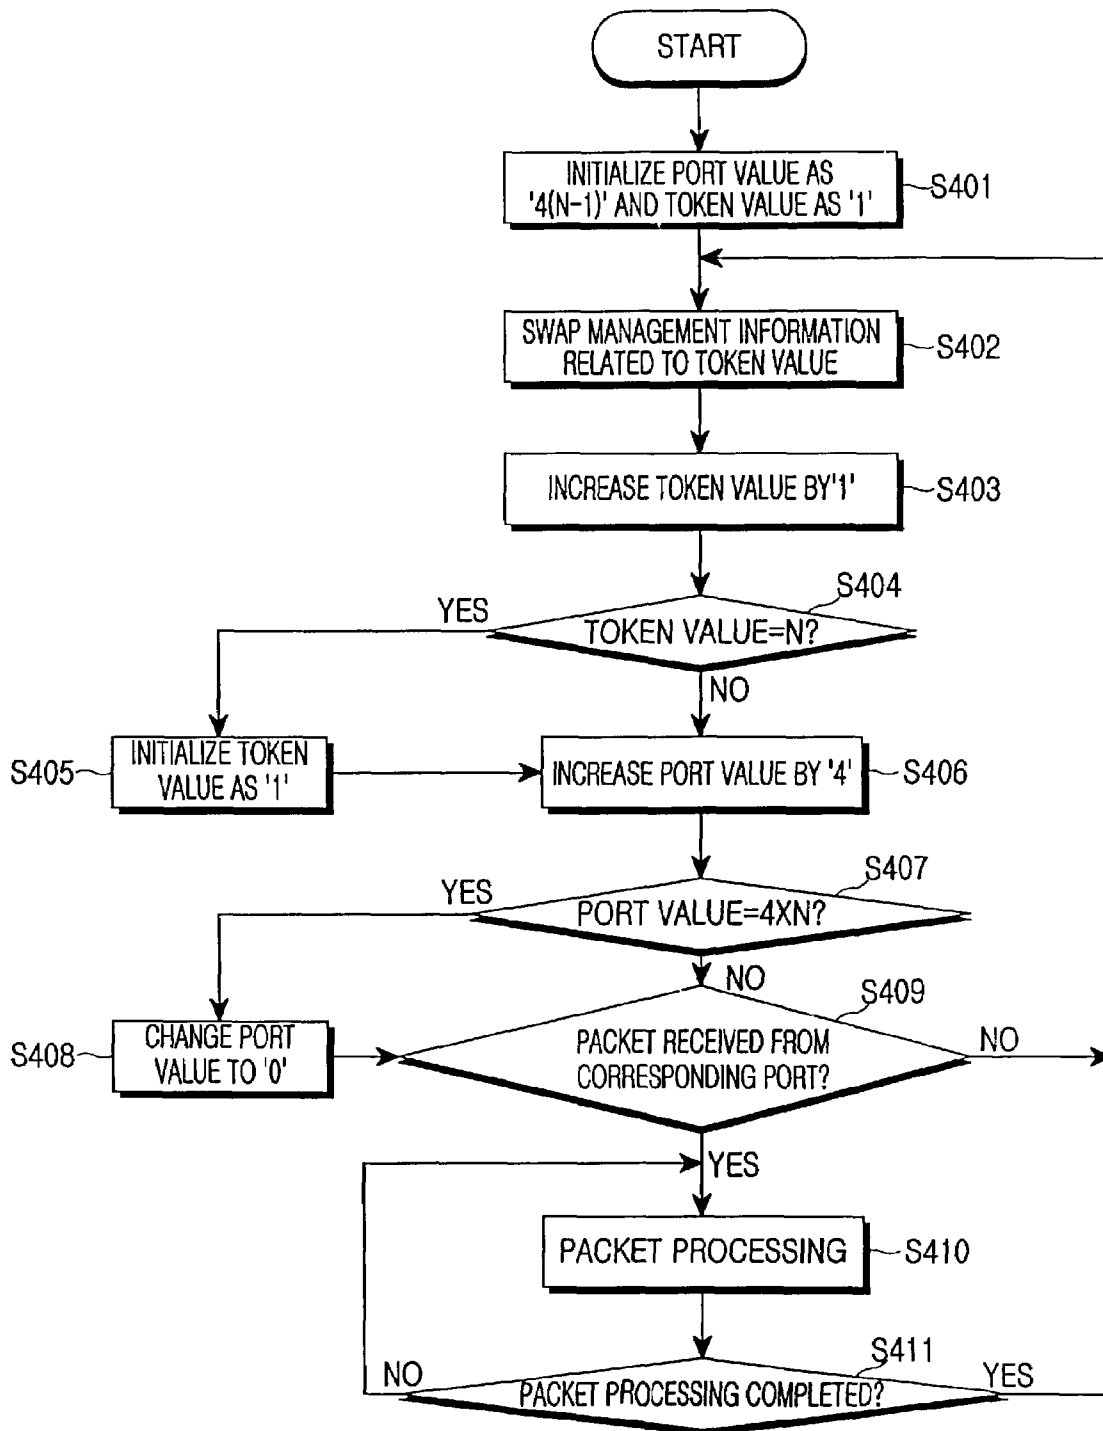 START
INITIALIZE PORT VALUE AS
'4(N-1)' AND TOKEN VALUE AS '1'
S401
SWAP MANAGEMENT INFORMATION
RELATED TO TOKEN VALUE
S402
INCREASE TOKEN VALUE BY'1'
S403
S404
YES
TOKEN VALUE=N?
NO
S405
INITIALIZE TOKEN
VALUE AS '1'
INCREASE PORT VALUE BY '4'
S406
S407
YES
PORT VALUE=4XN?
NO
S409
S408
CHANGE PORT
VALUE TO '0'
PACKET RECEIVED FROM
CORRESPONDING PORT?
NO
YES
PACKET PROCESSING
S410
S411
NO
PACKET PROCESSING COMPLETED?
YES